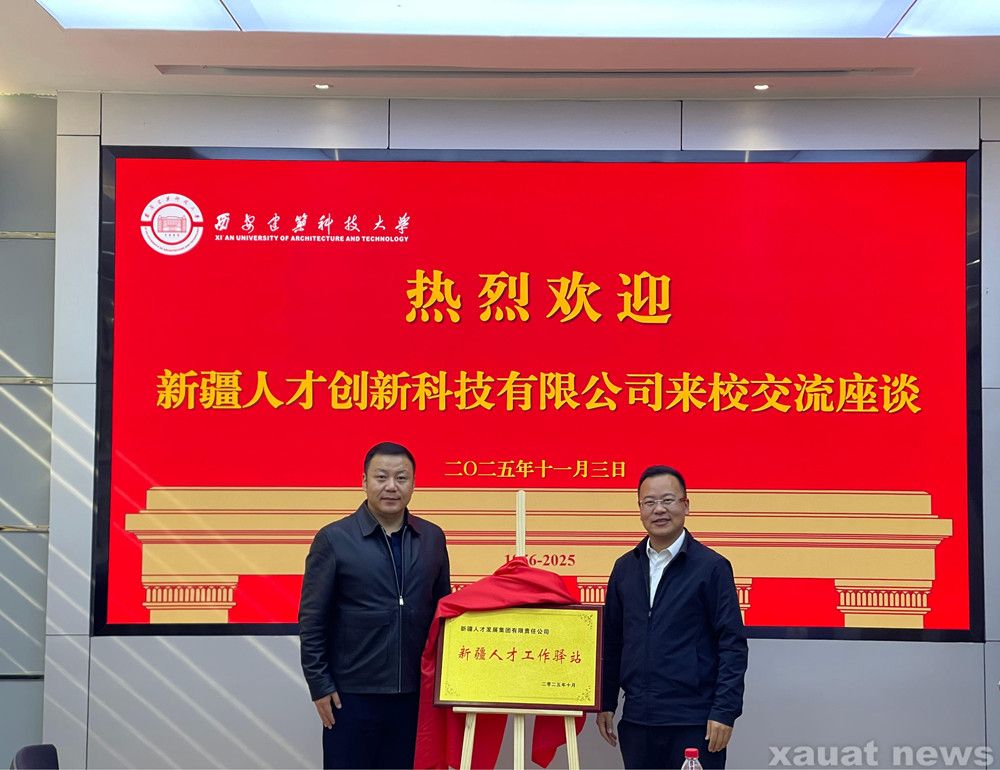 西安建筑科技大学
XI'AN UNIVERSITY OF ARCHITECTURE AND TECHNOLOGY
热烈欢迎
新疆人才创新科技有限公司来校交流座谈
二〇二五年十一月三日
-2025
新疆人才发展集团有限责任公司
新疆人才工作驿站
二零二五年十月
xauat news